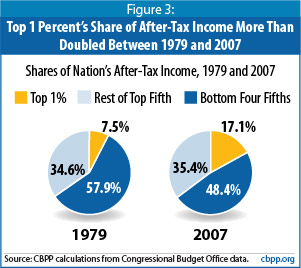 Figure 3:
Top 1 Percent's Share of After-Tax Income More Than
Doubled Between 1979 and 2007
Shares of Nation's After-Tax Income, 1979 and 2007
Top 1% Rest of Top Fifth Bottom Four Fifths
7.5%
34.6%
57.9%
1979
17.1%
35.4%
48.4%
2007
Source: CBPP calculations from Congressional Budget Office data. cbpp.org